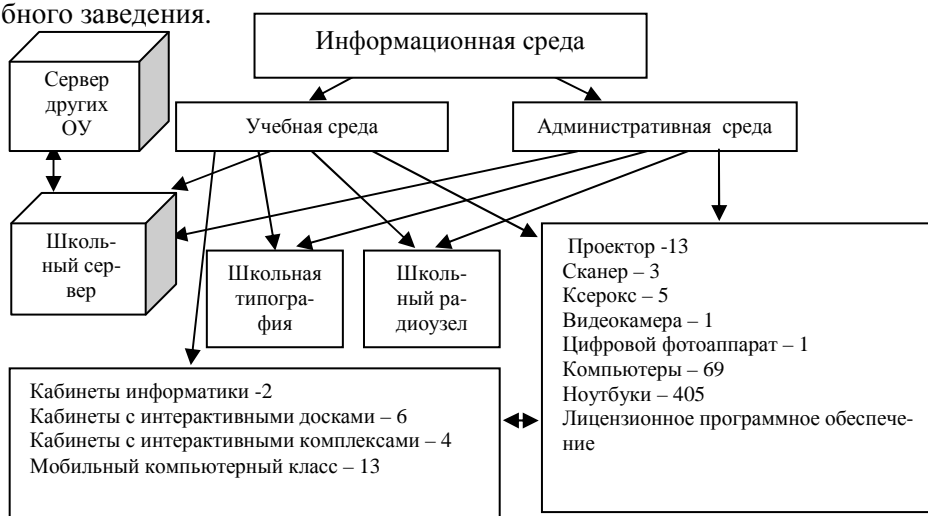 бного заведения.
Информационная среда
Сервер
других
ОУ
Учебная среда
Административная среда
Школь-
ный сер-
вер
Школьная
типогра-
фия
Школь-
ный ра-
диоузел
Проектор -13
Сканер – 3
Ксерокс – 5
Видеокамера – 1
Цифровой фотоаппарат – 1
Компьютеры – 69
Ноутбуки – 405
Лицензионное программное обеспече-
ние
Кабинеты информатики -2
Кабинеты с интерактивными досками – 6
Кабинеты с интерактивными комплексами – 4
Мобильный компьютерный класс – 13